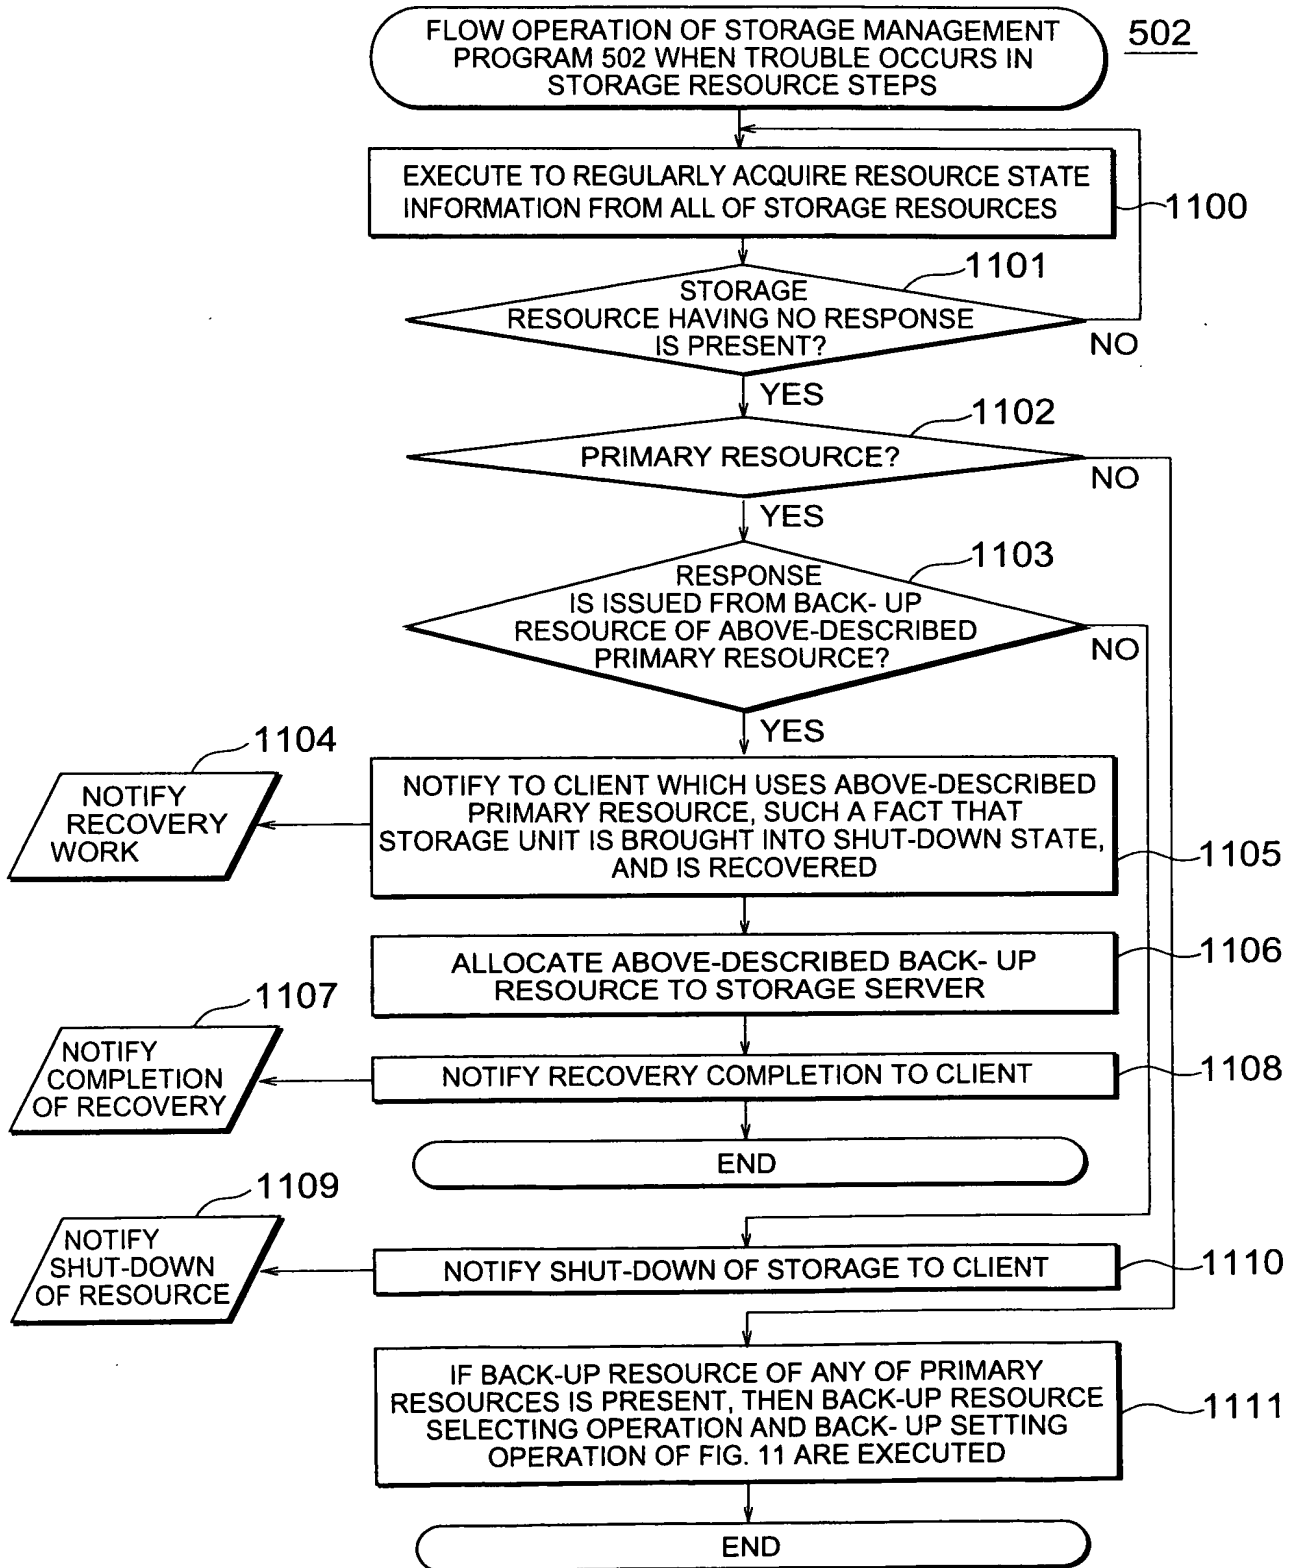 FLOW OPERATION OF STORAGE MANAGEMENT
PROGRAM 502 WHEN TROUBLE OCCURS IN
STORAGE RESOURCE STEPS
502
EXECUTE TO REGULARLY ACQUIRE RESOURCE STATE
INFORMATION FROM ALL OF STORAGE RESOURCES
1100
1101
STORAGE
RESOURCE HAVING NO RESPONSE
IS PRESENT?
NO
YES
1102
PRIMARY RESOURCE?
NO
YES
1103
RESPONSE
IS ISSUED FROM BACK- UP
RESOURCE OF ABOVE-DESCRIBED
PRIMARY RESOURCE?
NO
YES
1104
NOTIFY
RECOVERY
WORK
NOTIFY TO CLIENT WHICH USES ABOVE-DESCRIBED
PRIMARY RESOURCE, SUCH A FACT THAT
STORAGE UNIT IS BROUGHT INTO SHUT-DOWN STATE,
AND IS RECOVERED
1105
ALLOCATE ABOVE-DESCRIBED BACK- UP
RESOURCE TO STORAGE SERVER
1106
1107
NOTIFY
COMPLETION
OF RECOVERY
NOTIFY RECOVERY COMPLETION TO CLIENT
1108
END
1109
NOTIFY
SHUT-DOWN
OF RESOURCE
NOTIFY SHUT-DOWN OF STORAGE TO CLIENT
1110
IF BACK-UP RESOURCE OF ANY OF PRIMARY
RESOURCES IS PRESENT, THEN BACK-UP RESOURCE
SELECTING OPERATION AND BACK- UP SETTING
OPERATION OF FIG. 11 ARE EXECUTED
1111
END